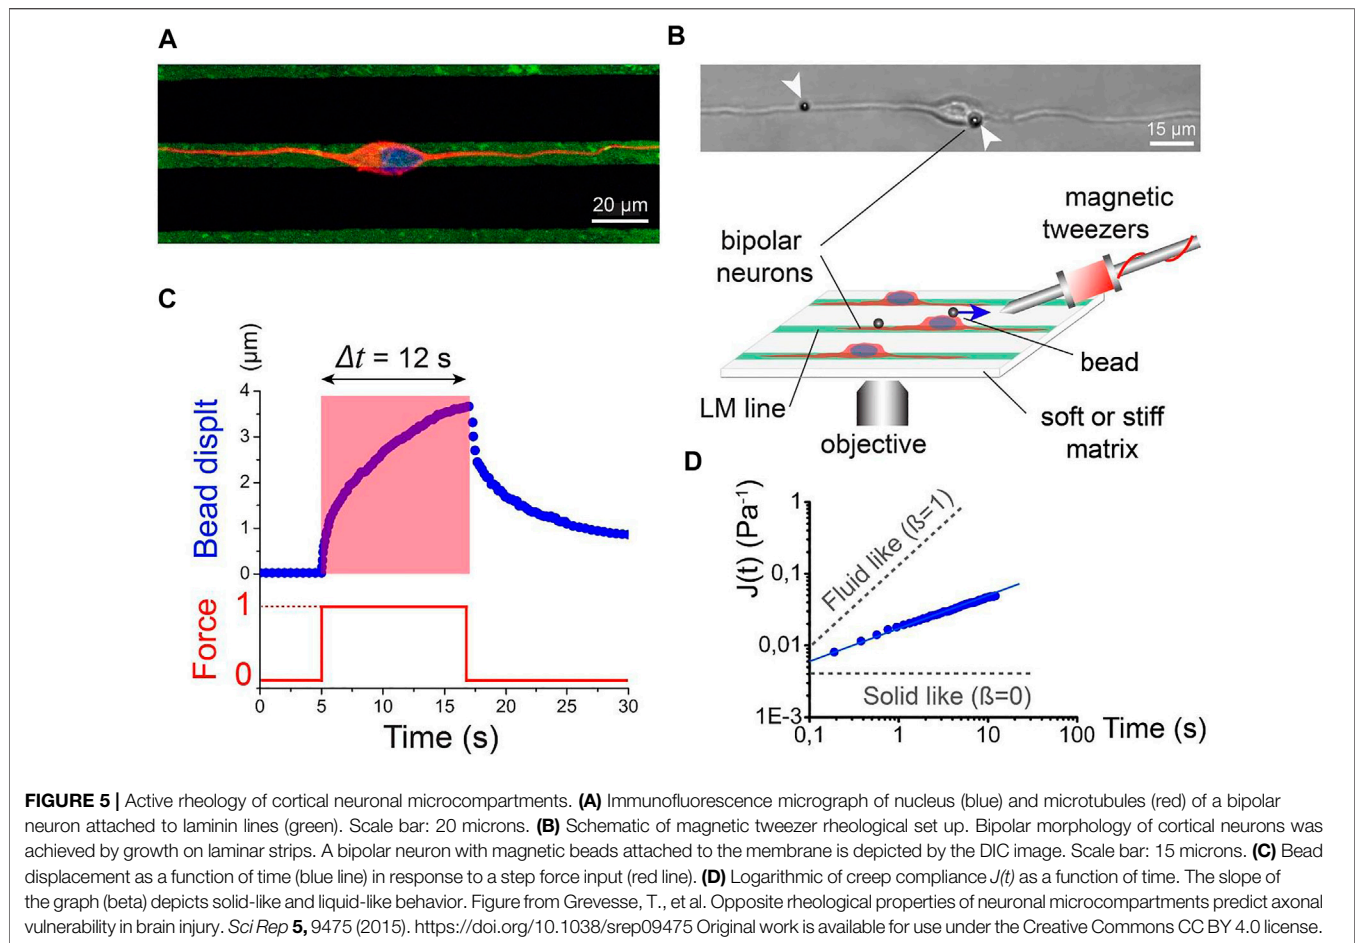 A
20 µm
B
15 µm
magnetic
tweezers
bipolar
neurons
bead
LM line
objective
soft or stiff
matrix
C
(µm)
Bead displt
Δt = 12 s
4
3
2
1
0
Force
1
0
0 5 10 15 20 25 30
Time (s)
D
J(t) (Pa-1)
1
0,1
0,01
1E-3
Fluid like (ß=1)
Solid like (ß=0)
0,1 1 10 100
Time (s)
FIGURE 5 | Active rheology of cortical neuronal microcompartments. (A) Immunofluorescence micrograph of nucleus (blue) and microtubules (red) of a bipolar
neuron attached to laminin lines (green). Scale bar: 20 microns. (B) Schematic of magnetic tweezer rheological set up. Bipolar morphology of cortical neurons was
achieved by growth on laminar strips. A bipolar neuron with magnetic beads attached to the membrane is depicted by the DIC image. Scale bar: 15 microns. (C) Bead
displacement as a function of time (blue line) in response to a step force input (red line). (D) Logarithmic of creep compliance J(t) as a function of time. The slope of
the graph (beta) depicts solid-like and liquid-like behavior. Figure from Grevesse, T., et al. Opposite rheological properties of neuronal microcompartments predict axonal
vulnerability in brain injury. Sci Rep 5, 9475 (2015). https://doi.org/10.1038/srep09475 Original work is available for use under the Creative Commons CC BY 4.0 license.